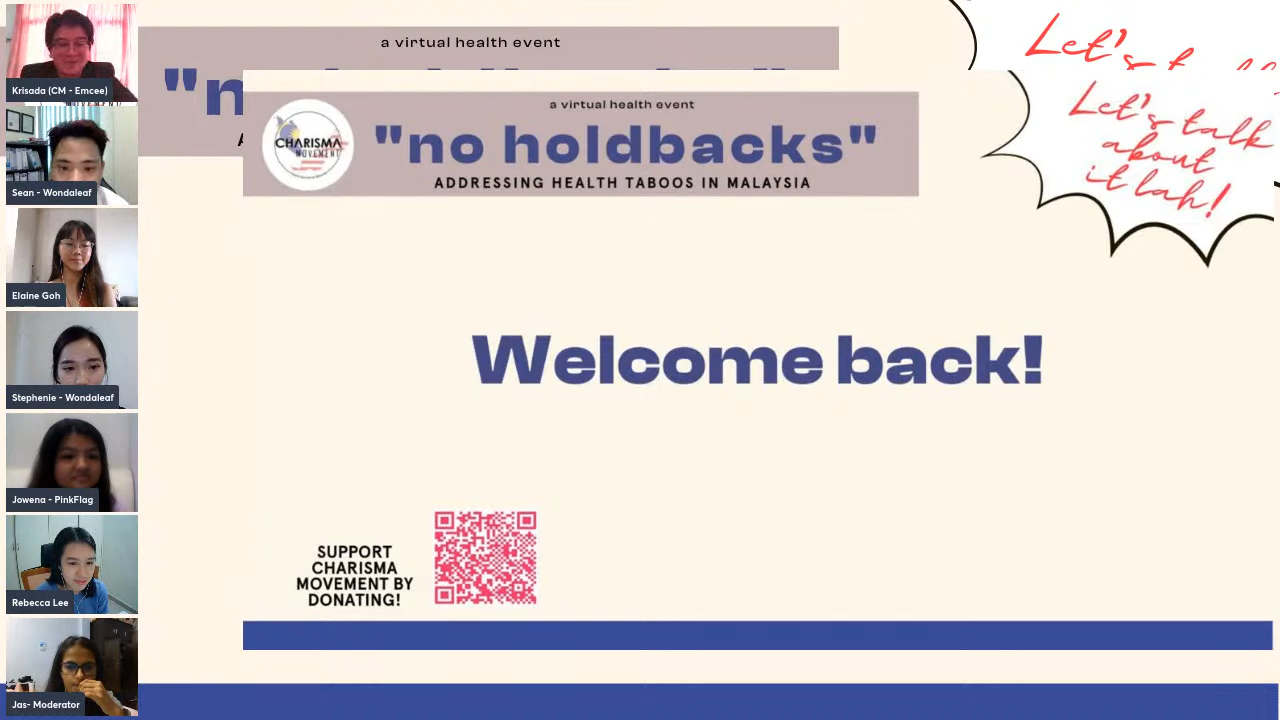 Krisada (CM - Emcee)
Sean - Wondaleaf
Elaine Goh
Stephenie - Wondaleaf
Jowena - PinkFlag
Rebecca Lee
Jas- Moderator
a virtual health event
Let's
a virtual health event
CHARISMA
MOVEMENT
"no holdbacks"
ADDRESSING HEALTH TABOOS IN MALAYSIA
Let's talk
about
it lah!
Welcome back!
SUPPORT
CHARISMA
MOVEMENT BY
DONATING!